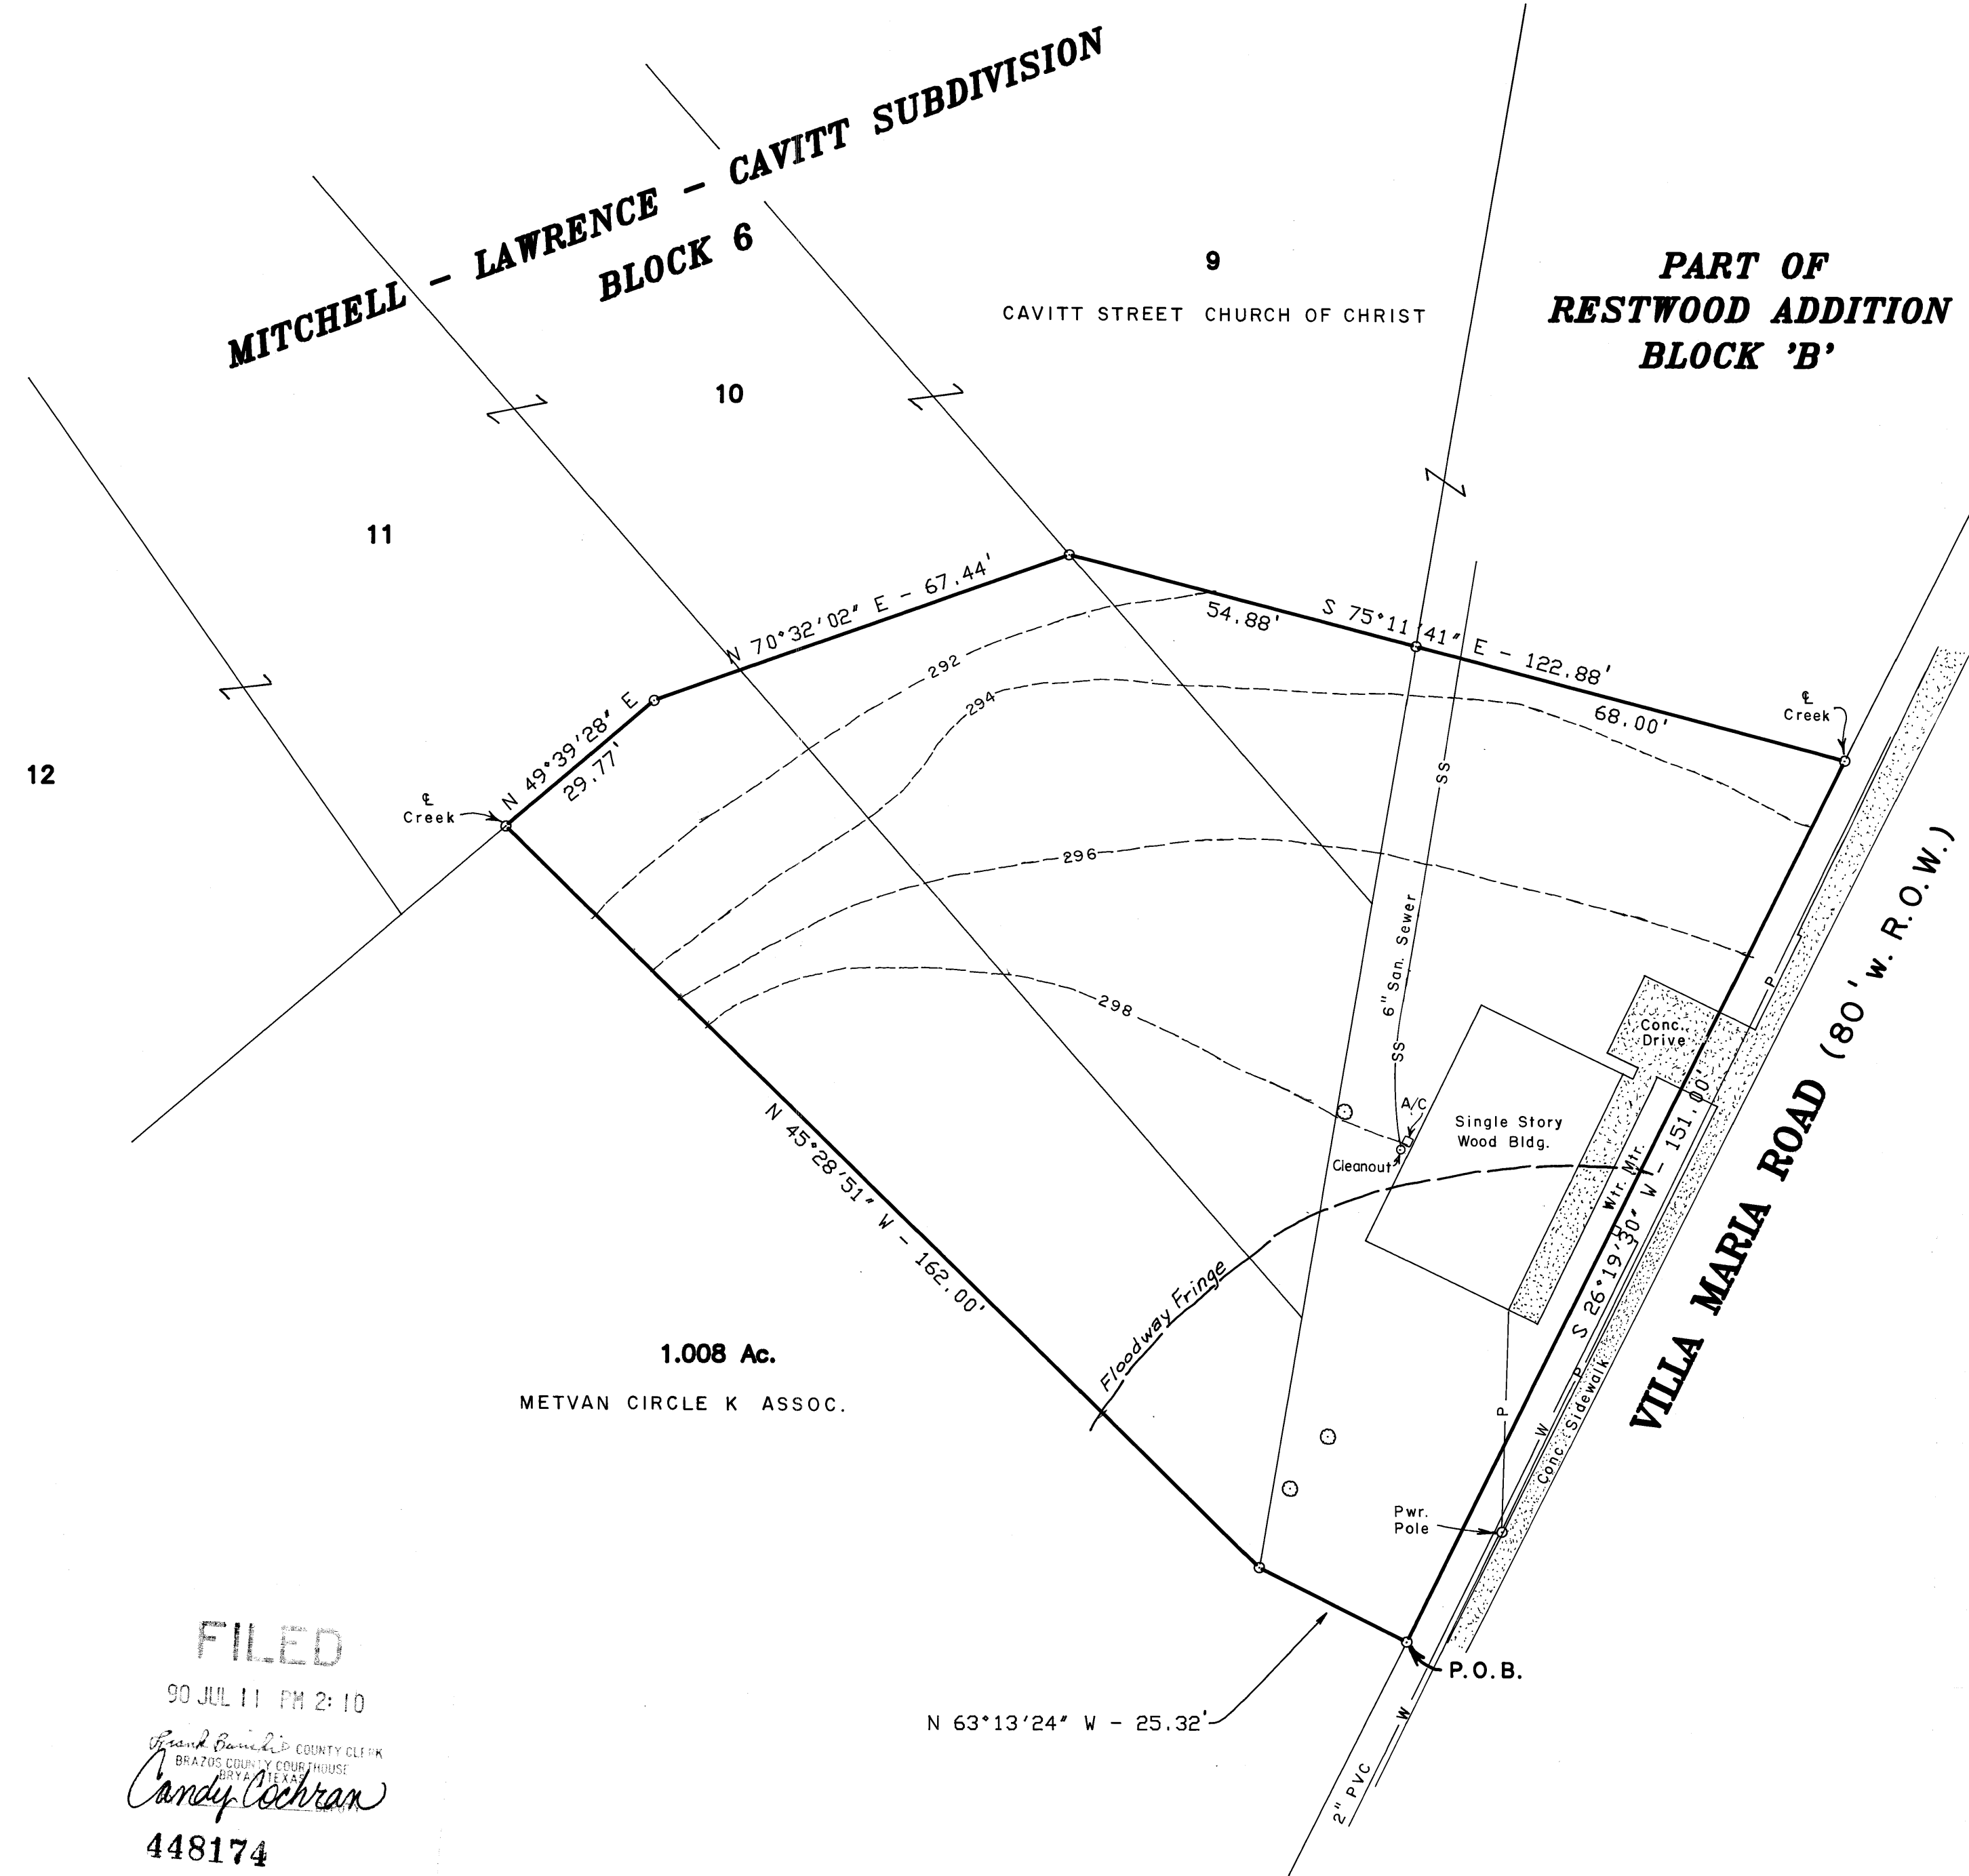 MITCHELL - LAWRENCE - CAVITT SUBDIVISION
BLOCK 6
9
CAVITT STREET CHURCH OF CHRIST
PART OF
RESTWOOD ADDITION
BLOCK 'B'
10
11
12
N 70°32'02" E - 67.44'
N 49°39'28" E
29.77'
S 75°11'41" E - 122.88'
54.88'
68.00'
℄
Creek
℄
Creek
292
294
296
298
SS
6" San. Sewer
SS
A/C
Cleanout
Single Story
Wood Bldg.
Conc.
Drive
Wtr. Mtr.
P
S 26°19'30" W - 151.00'
VILLA MARIA ROAD (80' w. R.O.W.)
N 45°28'51" W - 162.00'
Floodway Fringe
1.008 Ac.
METVAN CIRCLE K ASSOC.
P
P
W
Conc. Sidewalk
Pwr.
Pole
P.O.B.
N 63°13'24" W - 25.32'
W
2" PVC
FILED
90 JUL 11 PM 2:10
COUNTY CLERK
BRAZOS COUNTY COURTHOUSE
BRYAN TEXAS
Candy Cochran
448174